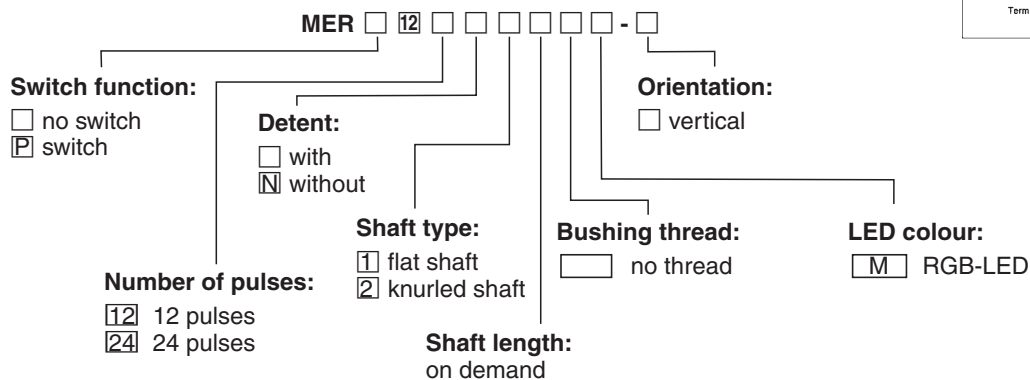 MER 12 -
Term
Switch function:
no switch
P switch
Number of pulses:
12 12 pulses
24 24 pulses
Detent:
with
N without
Shaft type:
1 flat shaft
2 knurled shaft
Shaft length:
on demand
Bushing thread:
no thread
Orientation:
vertical
LED colour:
M RGB-LED